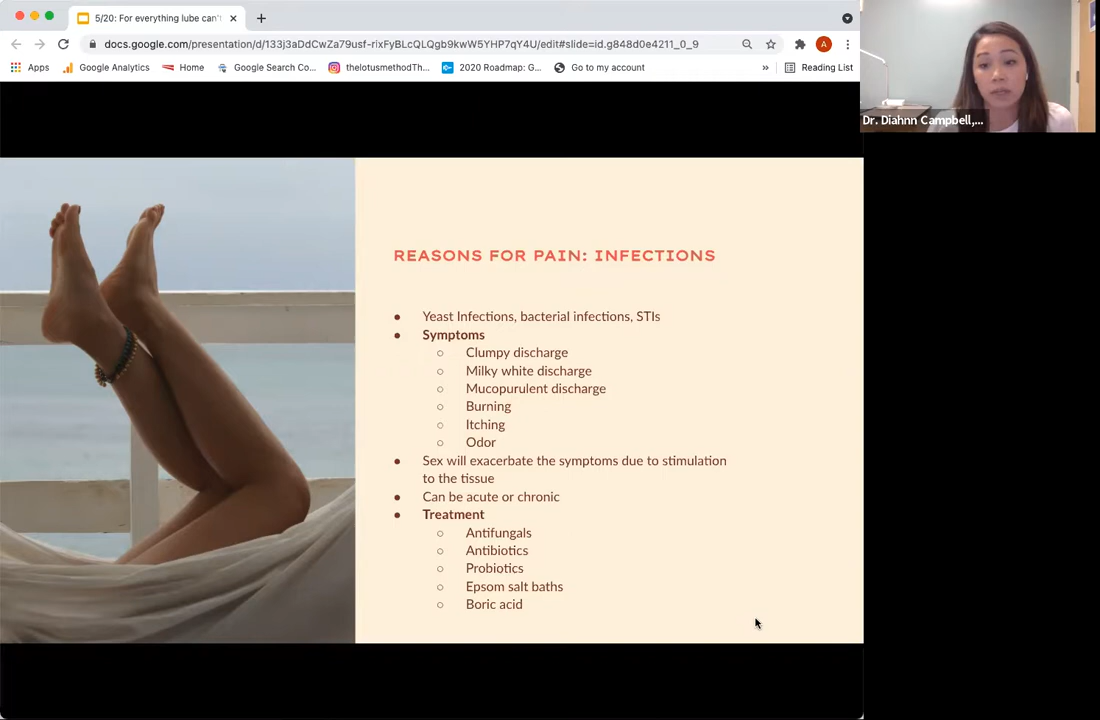 5/20: For everything lube can'
docs.google.com/presentation/d/133j3aDdCwZa79usf-rixFyBLcQLQgb9kwW5YHP7qY4U/edit#slide=id.g848d0e4211_0_9
A
Apps
Google Analytics
Home
Google Search Co...
thelotusmethodTh...
2020 Roadmap: G...
Go to my account
»
Reading List
Dr. Diahnn Campbell,...
REASONS FOR PAIN: INFECTIONS
● Yeast Infections, bacterial infections, STIs
● Symptoms
○ Clumpy discharge
○ Milky white discharge
○ Mucopurulent discharge
○ Burning
○ Itching
○ Odor
● Sex will exacerbate the symptoms due to stimulation
to the tissue
● Can be acute or chronic
● Treatment
○ Antifungals
○ Antibiotics
○ Probiotics
○ Epsom salt baths
○ Boric acid